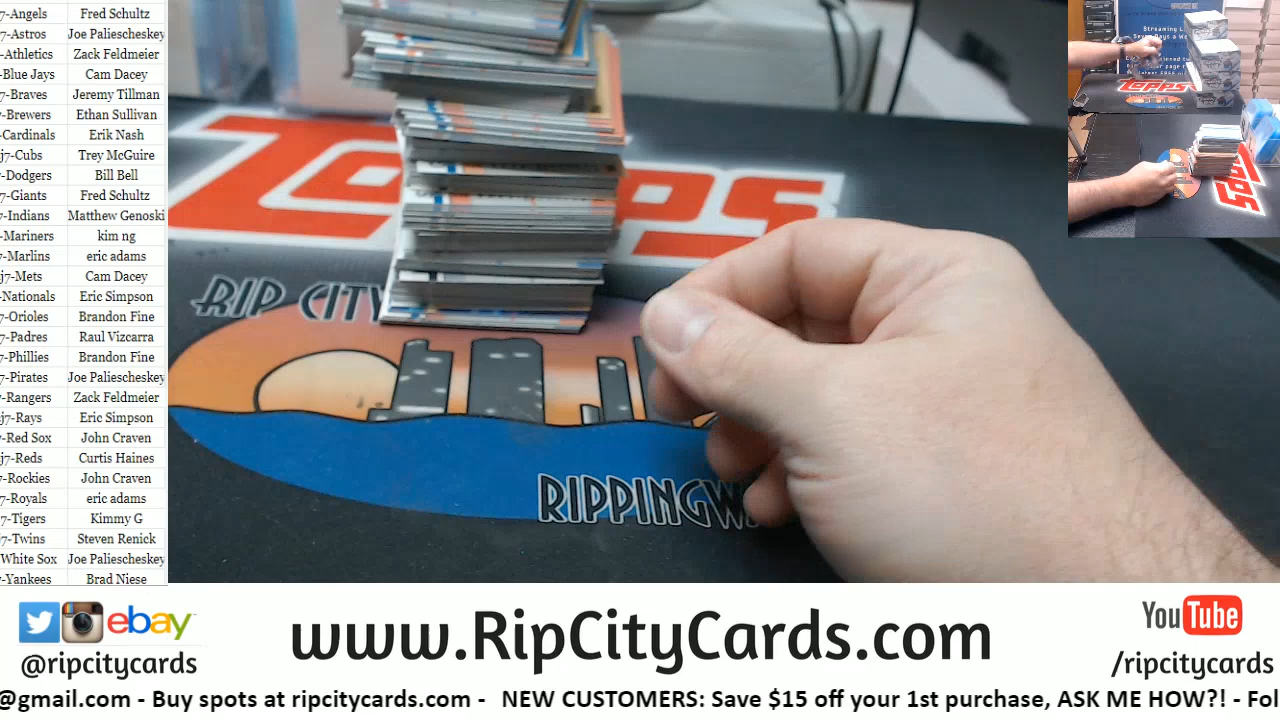 7-Angels Fred Schultz
7-Astros Joe Paliescheskey
-Athletics Zack Feldmeier
-Blue Jays Cam Dacey
7-Braves Jeremy Tillman
-Brewers Ethan Sullivan
-Cardinals Erik Nash
j7-Cubs Trey McGuire
-Dodgers Bill Bell
7-Giants Fred Schultz
-Indians Matthew Genoski
-Mariners kim ng
-Marlins eric adams
j7-Mets Cam Dacey
-Nationals Eric Simpson
-Orioles Brandon Fine
-Padres Raul Vizcarra
-Phillies Brandon Fine
-Pirates Joe Paliescheskey
-Rangers Zack Feldmeier
j7-Rays Eric Simpson
-Red Sox John Craven
j7-Reds Curtis Haines
-Rockies John Craven
7-Royals eric adams
7-Tigers Kimmy G
7-Twins Steven Renick
White Sox Joe Paliescheskey
-Yankees Brad Niese
TOPPS
RIP CITY
RIPPINGW
Streaming L
Seven Days a W
TOPPS
TOPPS
ebay
@ripcitycards
www.RipCityCards.com
YouTube
/ripcitycards
@gmail.com - Buy spots at ripcitycards.com - NEW CUSTOMERS: Save $15 off your 1st purchase, ASK ME HOW?! - Fol